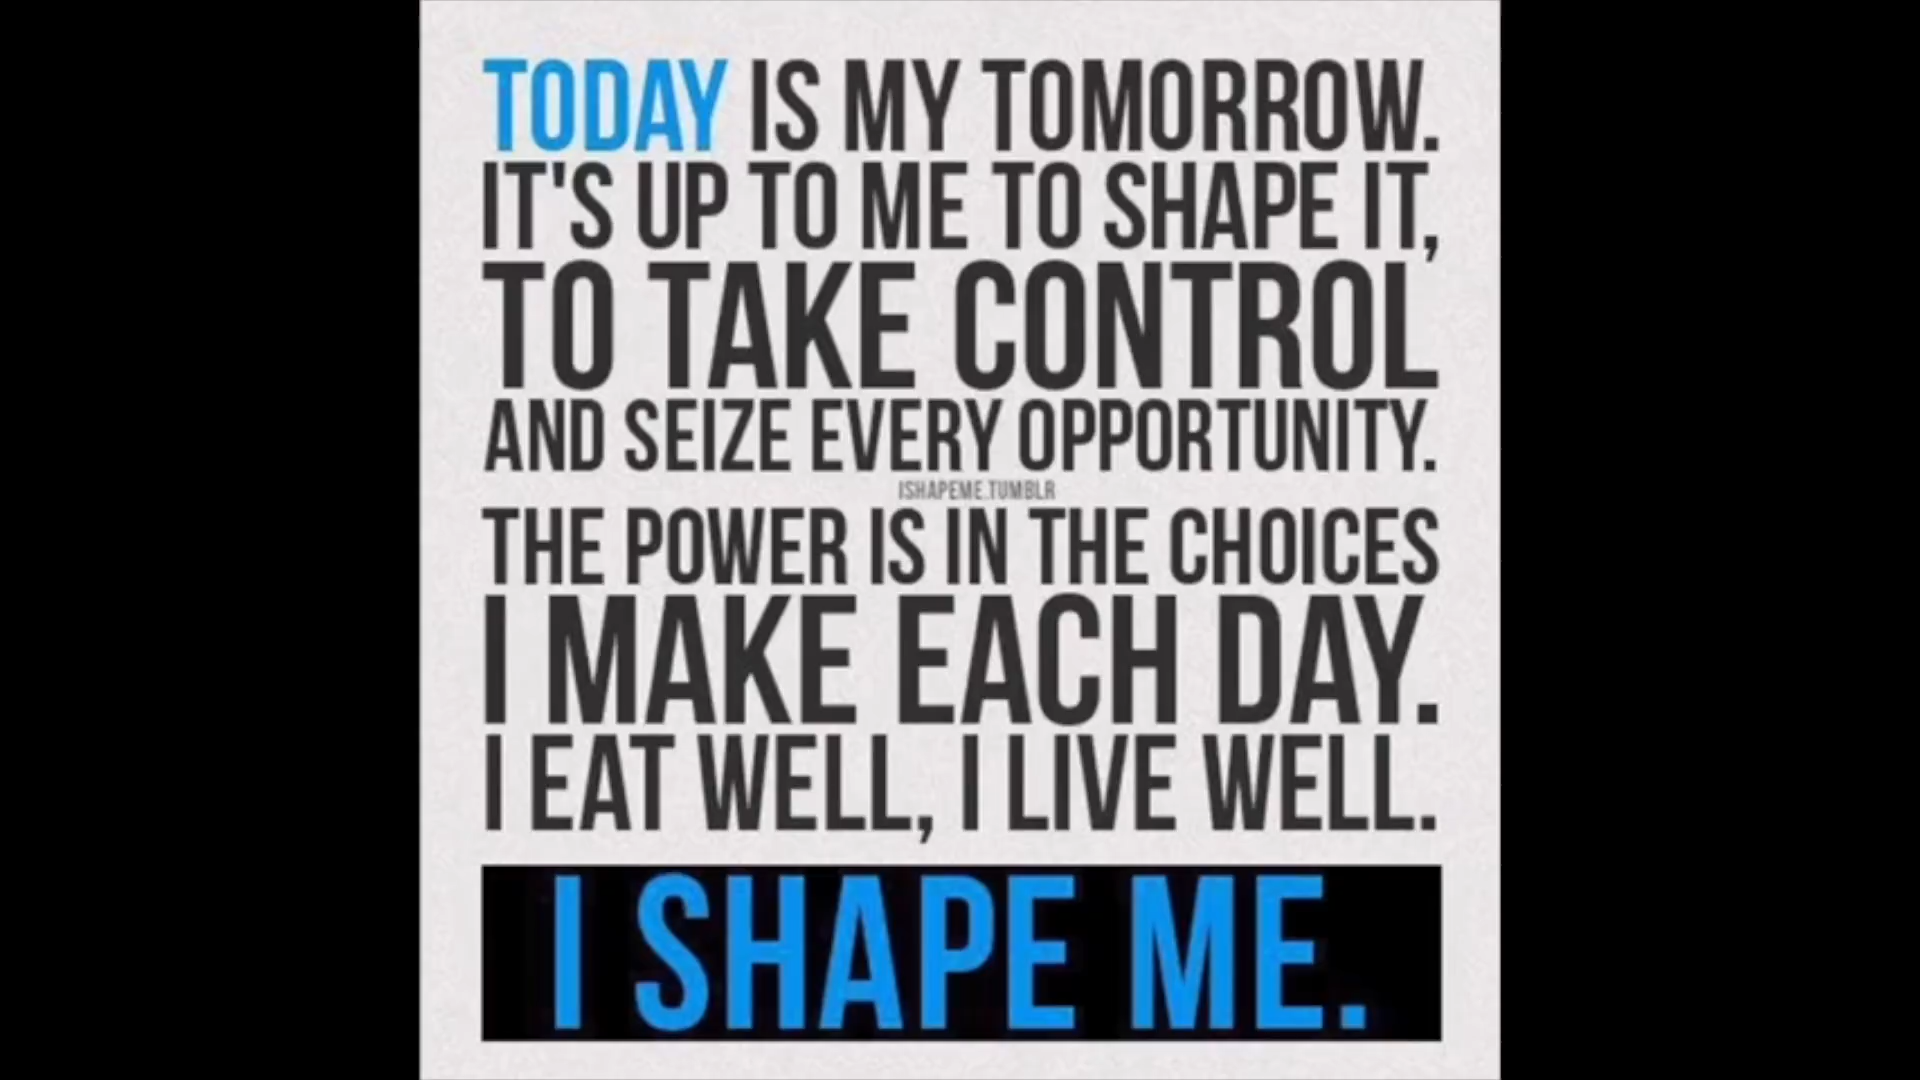 TODAY IS MY TOMORROW.
IT'S UP TO ME TO SHAPE IT,
TO TAKE CONTROL
AND SEIZE EVERY OPPORTUNITY.
ISHAPEME.TUMBLR
THE POWER IS IN THE CHOICES
I MAKE EACH DAY.
I EAT WELL, I LIVE WELL.
I SHAPE ME.